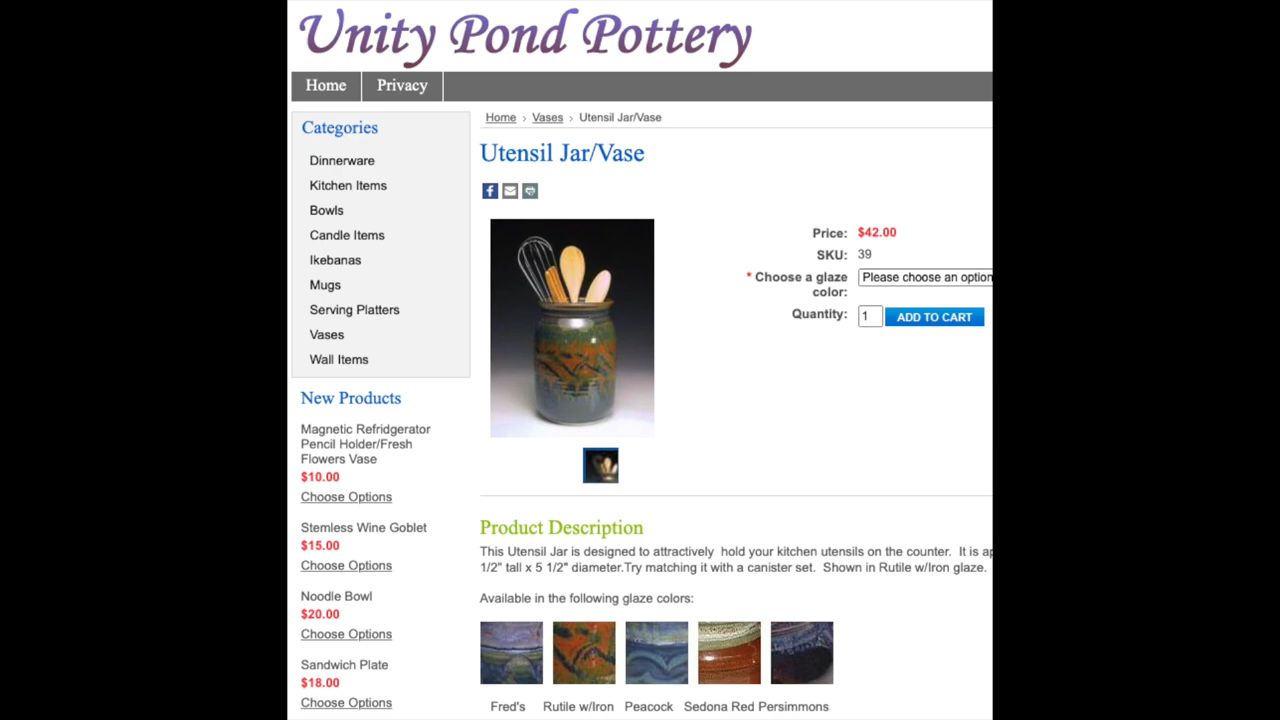 Unity Pond Pottery
Home
Privacy
Categories
Dinnerware
Kitchen Items
Bowls
Candle Items
Ikebanas
Mugs
Serving Platters
Vases
Wall Items
New Products
Magnetic Refridgerator
Pencil Holder/Fresh
Flowers Vase
$10.00
Choose Options
Stemless Wine Goblet
$15.00
Choose Options
Noodle Bowl
$20.00
Choose Options
Sandwich Plate
$18.00
Choose Options
Home › Vases › Utensil Jar/Vase
Utensil Jar/Vase
Price: $42.00
SKU: 39
* Choose a glaze
color:
Please choose an option
Quantity: 1 ADD TO CART
Product Description
This Utensil Jar is designed to attractively hold your kitchen utensils on the counter. It is
1/2" tall x 5 1/2" diameter.Try matching it with a canister set. Shown in Rutile w/Iron glaze.
Available in the following glaze colors:
Fred's Rutile w/Iron Peacock Sedona Red Persimmons